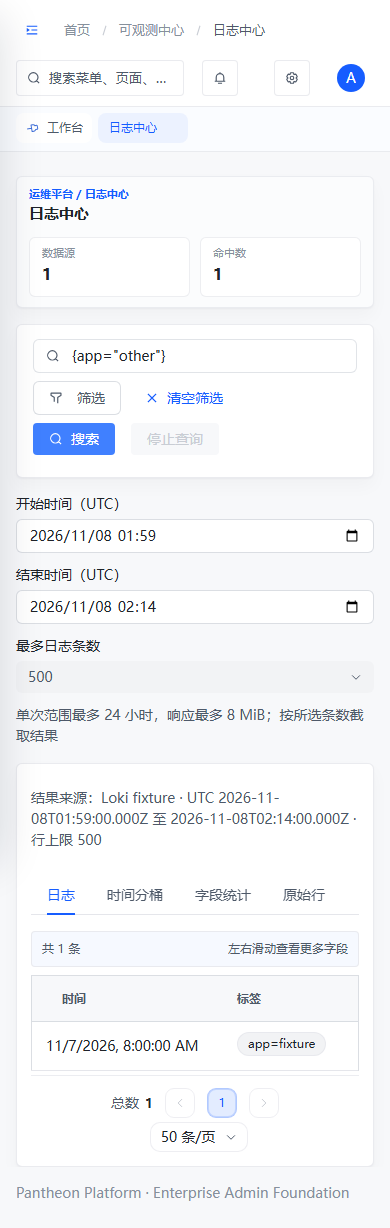 首页 / 可观测中心 / 日志中心
搜索菜单、页面、... A
工作台 日志中心
运维平台 / 日志中心
日志中心
数据源 命中数
1 1
{app="other"}
筛选 清空筛选
搜索 停止查询
开始时间（UTC）
2026/11/08 01:59
结束时间（UTC）
2026/11/08 02:14
最多日志条数
500
单次范围最多 24 小时，响应最多 8 MiB；按所选条数截
取结果
结果来源：Loki fixture · UTC 2026-11-
08T01:59:00.000Z 至 2026-11-08T02:14:00.000Z ·
行上限 500
日志 时间分桶 字段统计 原始行
共 1 条 左右滑动查看更多字段
时间 标签
11/7/2026, 8:00:00 AM app=fixture
总数 1 1
50 条/页
Pantheon Platform · Enterprise Admin Foundation